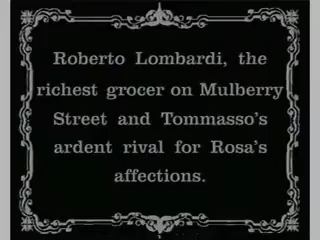 Roberto Lombardi, the
richest grocer on Mulberry
Street and Tommasso's
ardent rival for Rosa's
affections.